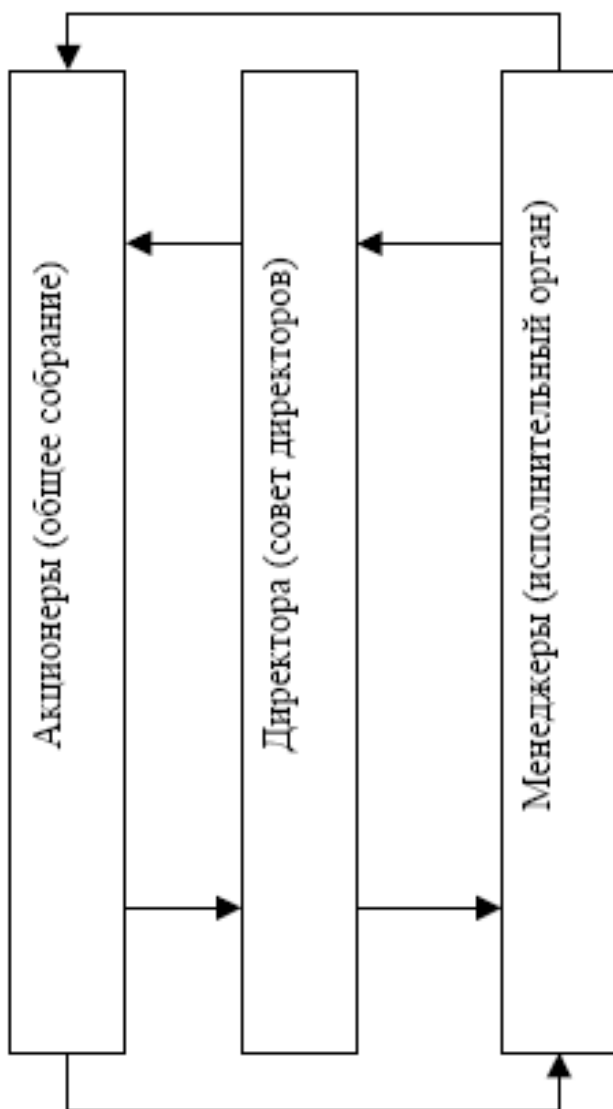 Акционеры (общее собрание)
Директора (совет директоров)
Менеджеры (исполнительный орган)